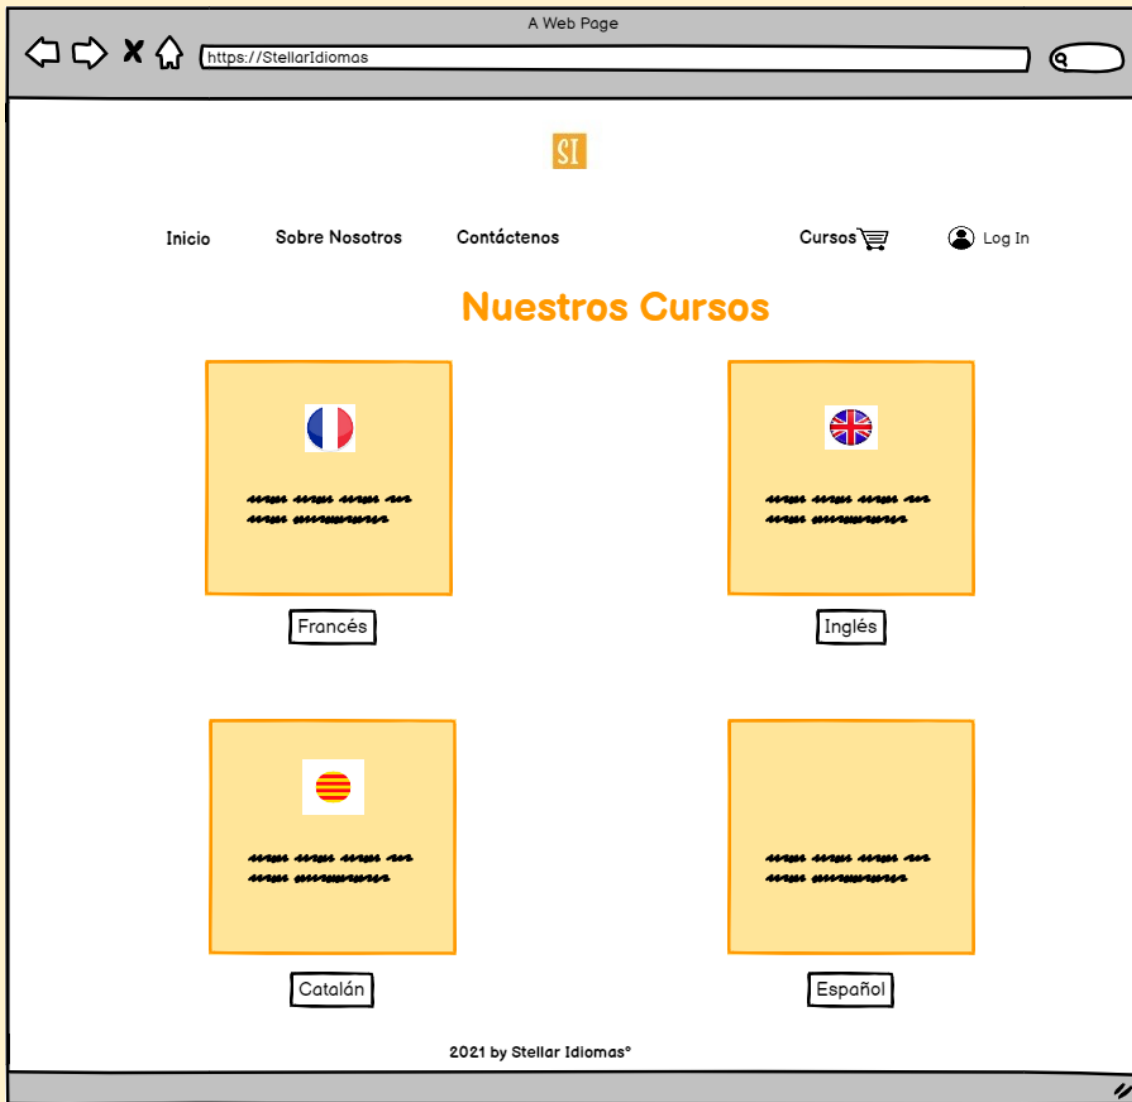 A Web Page
https://StellarIdiomas
SI
Inicio Sobre Nosotros Contáctenos Cursos Log In
Nuestros Cursos
Francés Inglés
Catalán Español
2021 by Stellar Idiomas°